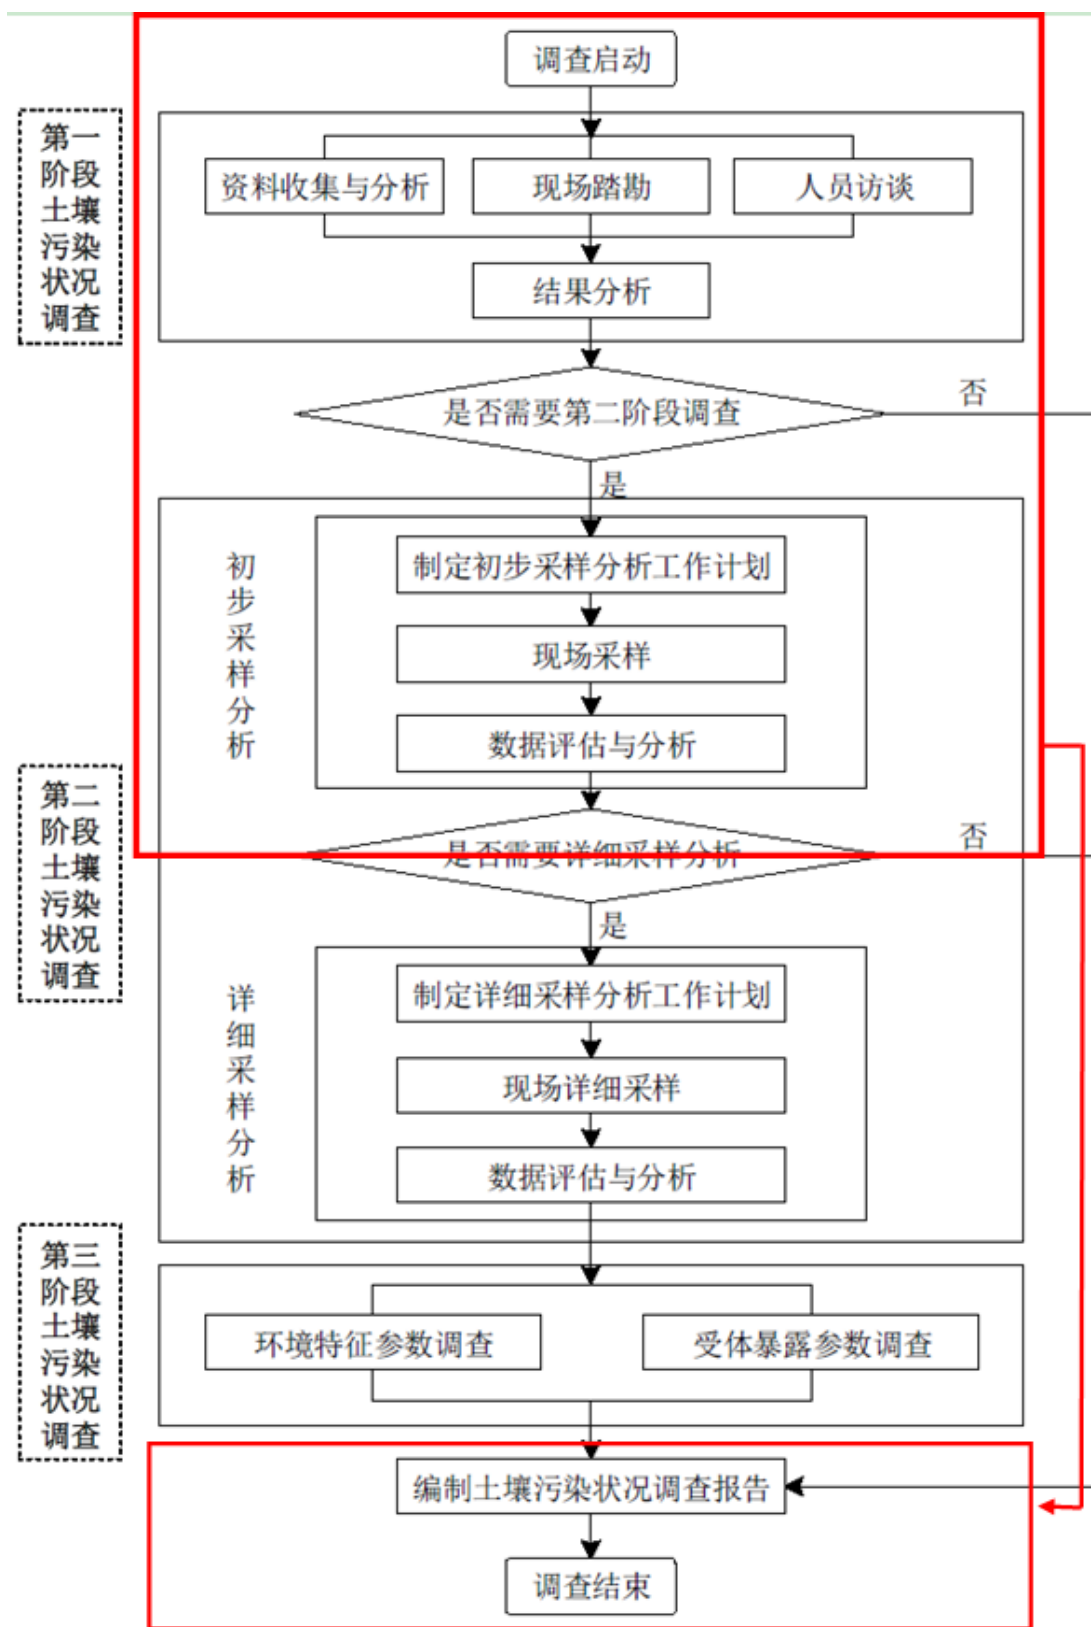 调查启动
第一
阶段
土壤
污染
状况
调查
资料收集与分析
现场踏勘
人员访谈
结果分析
是否需要第二阶段调查
否
是
初
步
采
样
分
析
制定初步采样分析工作计划
现场采样
数据评估与分析
第二
阶段
土壤
污染
状况
调查
是否需要详细采样分析
否
是
详
细
采
样
分
析
制定详细采样分析工作计划
现场详细采样
数据评估与分析
第三
阶段
土壤
污染
状况
调查
环境特征参数调查
受体暴露参数调查
编制土壤污染状况调查报告
调查结束